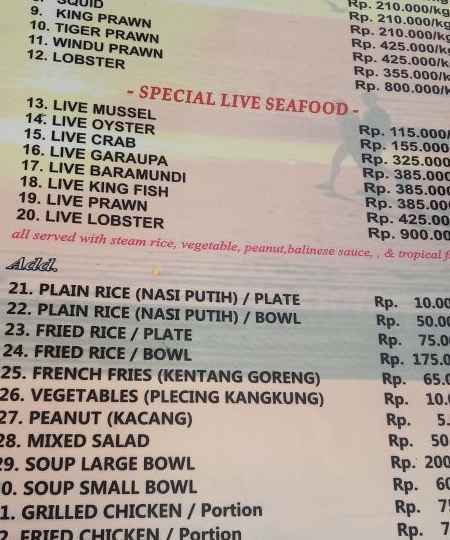 Rp. 210.000/kg
Rp. 210.000/kg
SQUID Rp. 210.000/kg
9. KING PRAWN Rp. 425.000/k
10. TIGER PRAWN Rp. 425.000/k
11. WINDU PRAWN Rp. 355.000/k
12. LOBSTER Rp. 800.000/k
- SPECIAL LIVE SEAFOOD -
13. LIVE MUSSEL Rp. 115.000/
14. LIVE OYSTER Rp. 155.000
15. LIVE CRAB Rp. 325.000
16. LIVE GARAUPA Rp. 385.000
17. LIVE BARAMUNDI Rp. 385.000
18. LIVE KING FISH Rp. 385.000
19. LIVE PRAWN Rp. 425.00
20. LIVE LOBSTER Rp. 900.00
all served with steam rice, vegetable, peanut,balinese sauce, , & tropical f
Add.
21. PLAIN RICE (NASI PUTIH) / PLATE Rp. 10.00
22. PLAIN RICE (NASI PUTIH) / BOWL Rp. 50.00
23. FRIED RICE / PLATE Rp. 75.0
24. FRIED RICE / BOWL Rp. 175.0
25. FRENCH FRIES (KENTANG GORENG) Rp. 65.0
26. VEGETABLES (PLECING KANGKUNG) Rp. 10.
27. PEANUT (KACANG) Rp. 5.
28. MIXED SALAD Rp. 50
29. SOUP LARGE BOWL Rp. 200
0. SOUP SMALL BOWL Rp. 60
1. GRILLED CHICKEN / Portion Rp. 75
2. FRIED CHICKEN / Portion Rp. 7